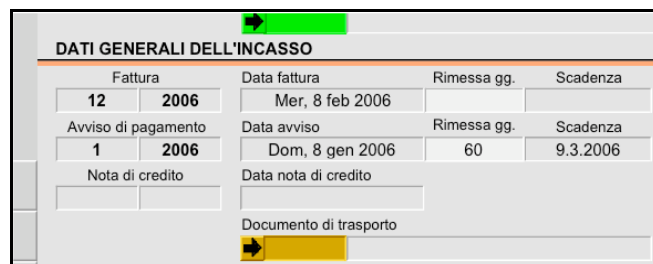 DATI GENERALI DELL'INCASSO
Fattura Data fattura Rimessa gg. Scadenza
12 2006 Mer, 8 feb 2006
Avviso di pagamento Data avviso Rimessa gg. Scadenza
1 2006 Dom, 8 gen 2006 60 9.3.2006
Nota di credito Data nota di credito
Documento di trasporto